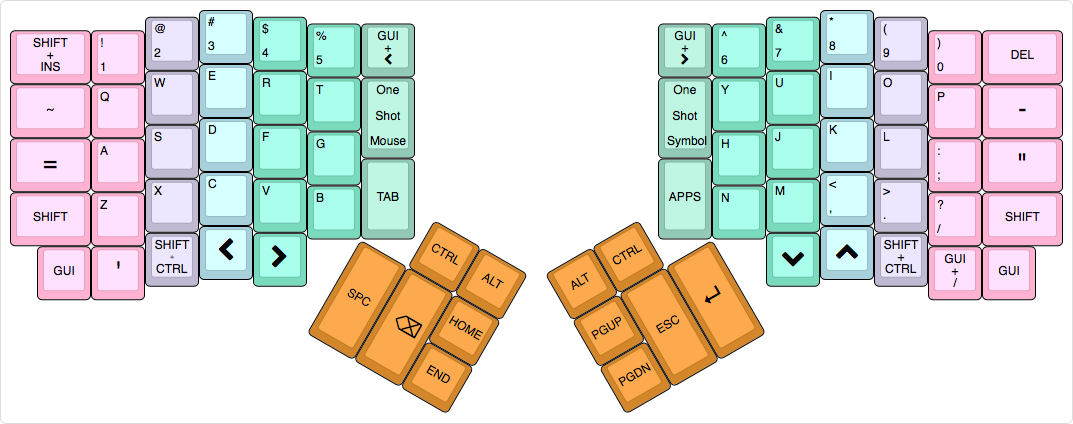 SHIFT
+
INS
!
1
@
2
#
3
$
4
%
5
GUI
+
<
GUI
+
>
^
6
&
7
*
8
(
9
)
0
DEL
~
Q
W
E
R
T
One
Shot
Mouse
One
Shot
Symbol
Y
U
I
O
P
-
=
A
S
D
F
G
H
J
K
L
:
;
"
SHIFT
Z
X
C
V
B
TAB
APPS
N
M
<
,
>
.
?
/
SHIFT
GUI
'
SHIFT
+
CTRL
<
>
SHIFT
+
CTRL
GUI
+
/
GUI
CTRL
ALT
SPC
HOME
END
ALT
CTRL
PGUP
ESC
PGDN